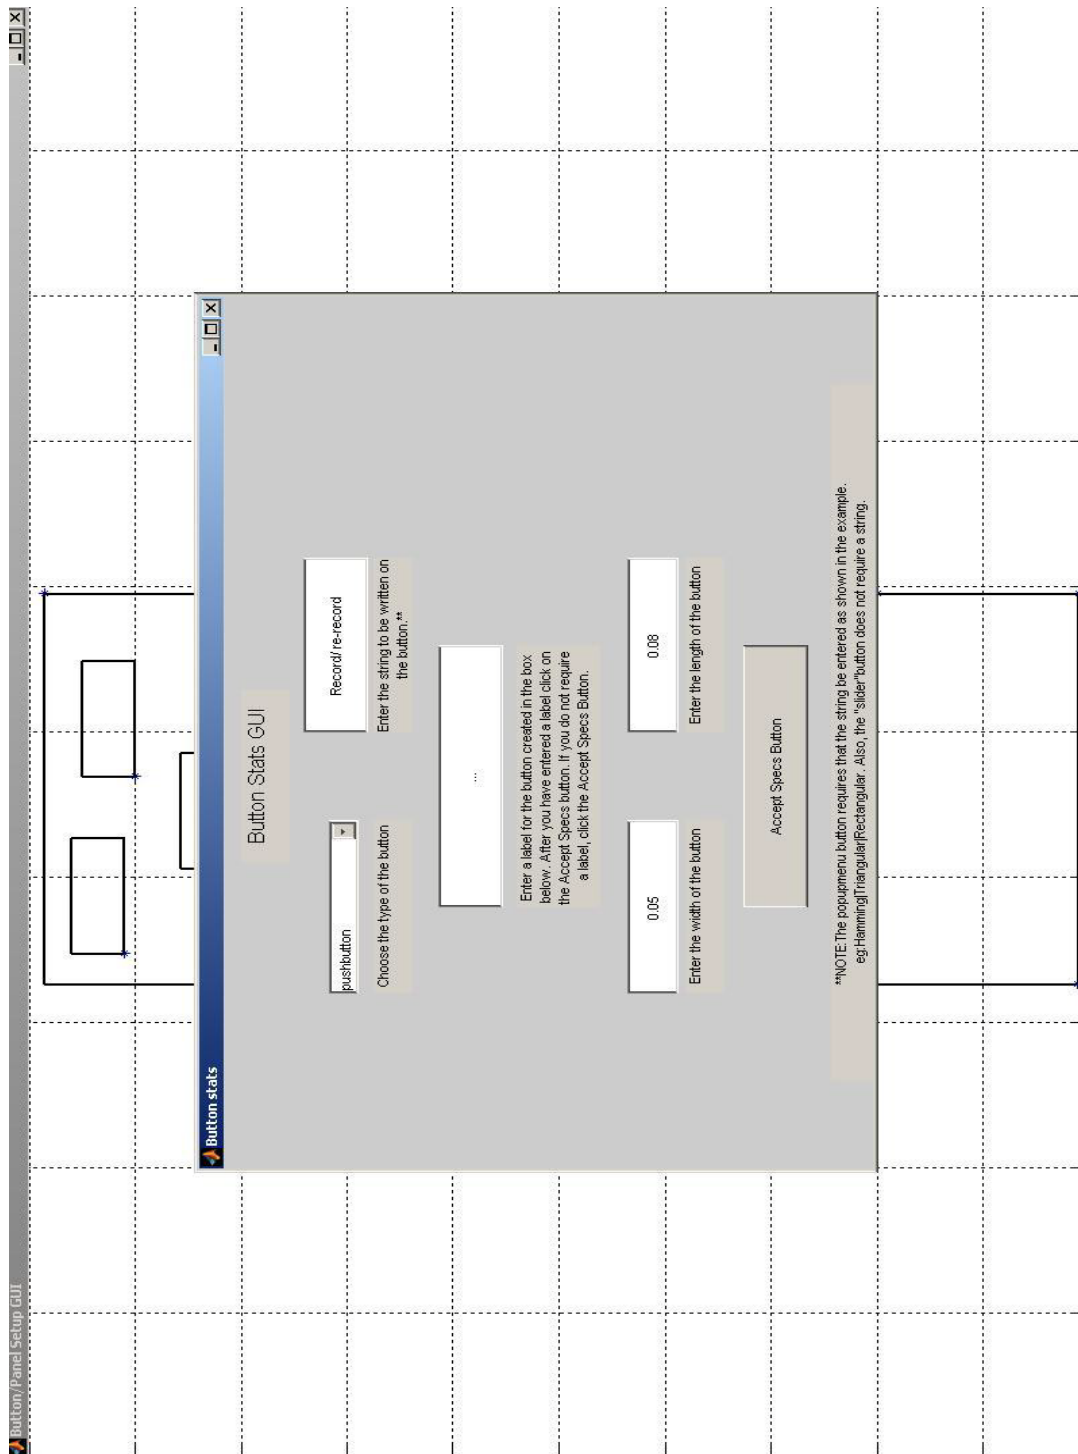 Button/Panel Setup GUI
Button stats
Button Stats GUI
pushbutton
Record/ re-record
Choose the type of the button
Enter the string to be written on
the button.**
...
Enter a label for the button created in the box
below. After you have entered a label click on
the Accept Specs button. If you do not require
a label, click the Accept Specs Button.
0.05
0.08
Enter the width of the button
Enter the length of the button
Accept Specs Button
**NOTE:The popupmenu button requires that the string be entered as shown in the example.
eg:Hamming|Triangular|Rectangular. Also, the "slider"button does not require a string.